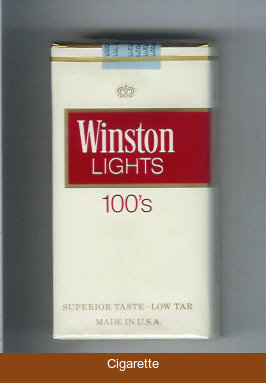 Winston
LIGHTS
100's
SUPERIOR TASTE - LOW TAR
MADE IN U.S.A.
Cigarette